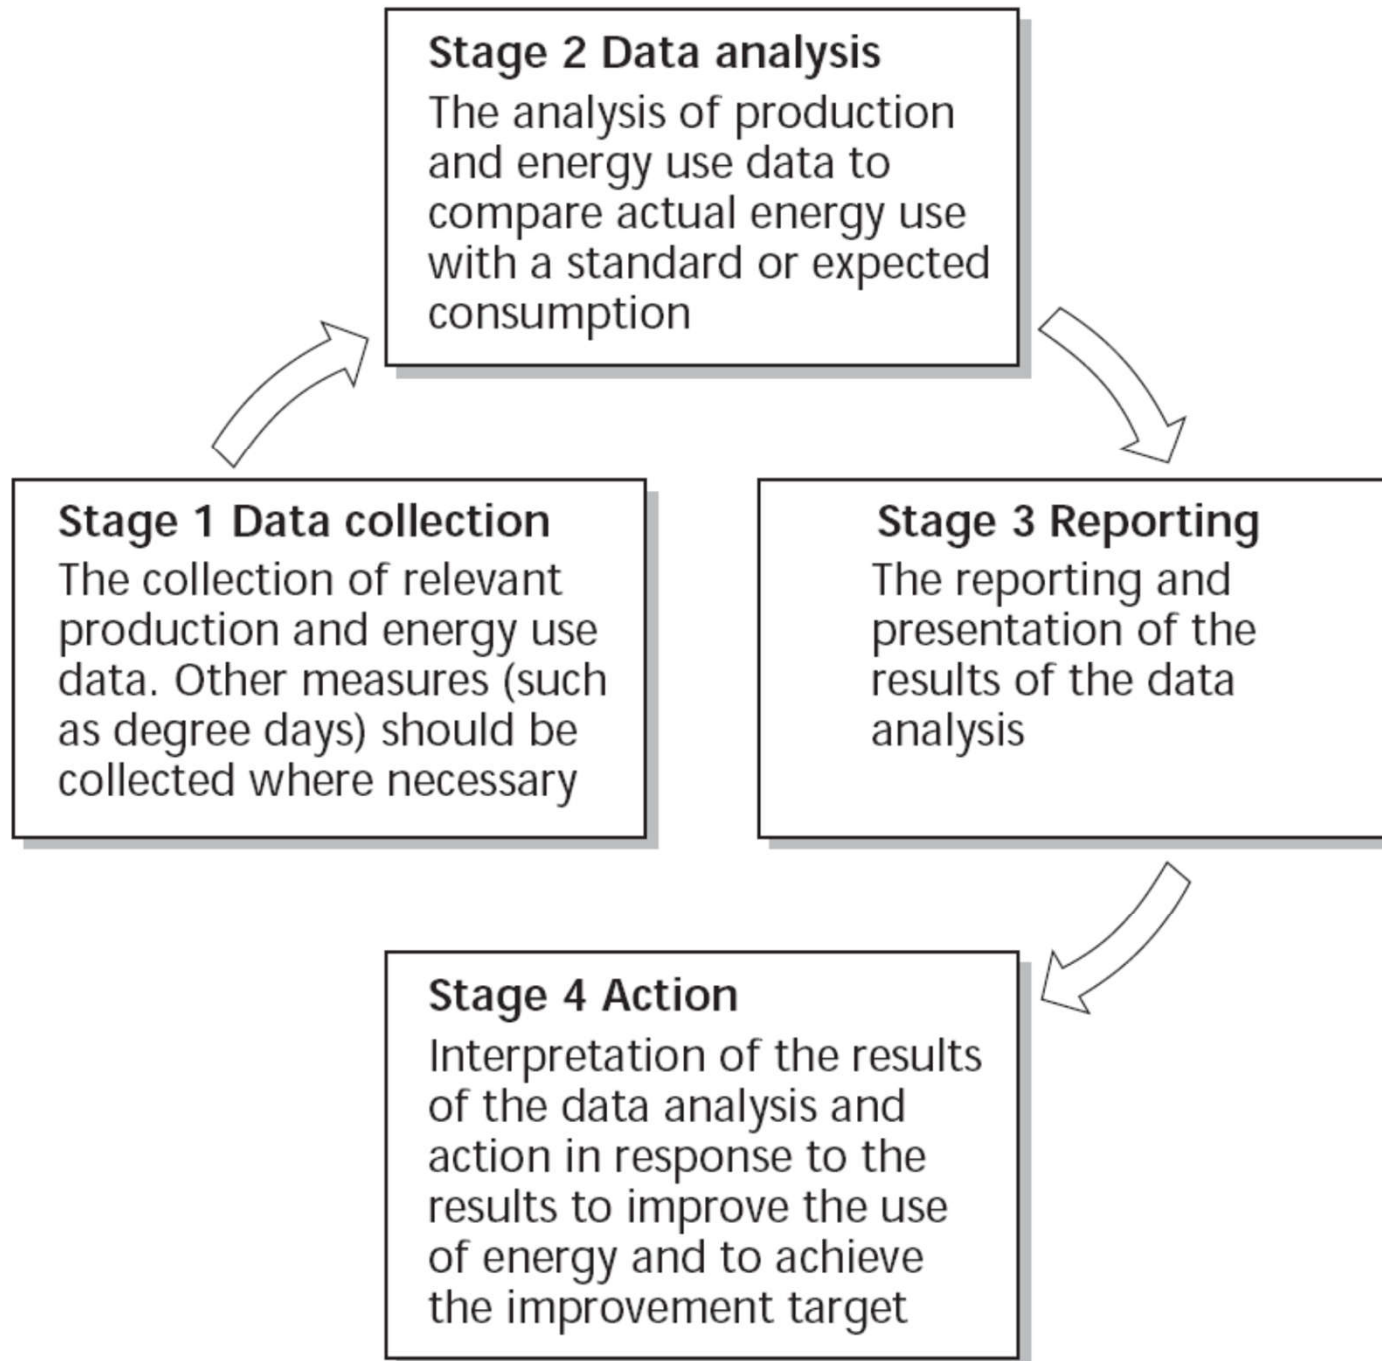 Stage 2 Data analysis
The analysis of production
and energy use data to
compare actual energy use
with a standard or expected
consumption
Stage 1 Data collection
The collection of relevant
production and energy use
data. Other measures (such
as degree days) should be
collected where necessary
Stage 3 Reporting
The reporting and
presentation of the
results of the data
analysis
Stage 4 Action
Interpretation of the results
of the data analysis and
action in response to the
results to improve the use
of energy and to achieve
the improvement target